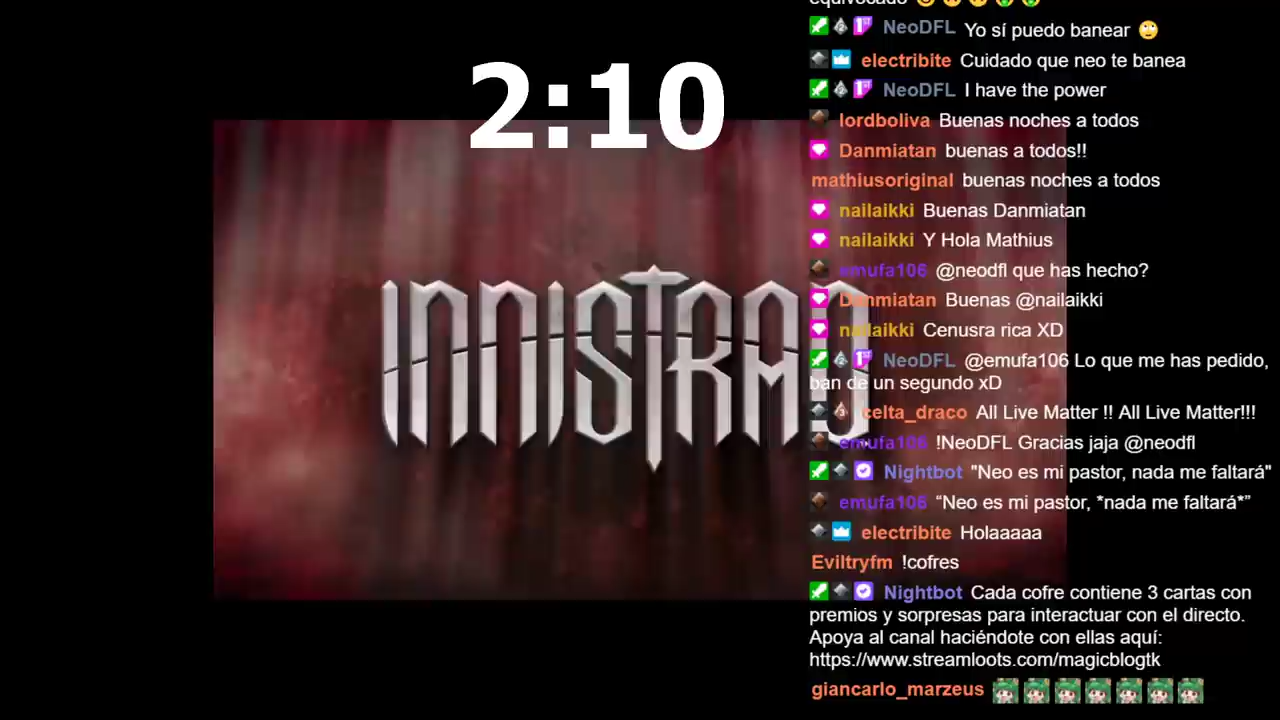 2:10
INNISTRAD
equivocado
NeoDFL Yo sí puedo banear
electribite Cuidado que neo te banea
NeoDFL I have the power
lordboliva Buenas noches a todos
Danmiatan buenas a todos!!
mathiusoriginal buenas noches a todos
nailaikki Buenas Danmiatan
nailaikki Y Hola Mathius
emufa106 @neodfl que has hecho?
Danmiatan Buenas @nailaikki
nailaikki Cenusra rica XD
NeoDFL @emufa106 Lo que me has pedido,
ban de un segundo xD
celta_draco All Live Matter !! All Live Matter!!!
emufa106 !NeoDFL Gracias jaja @neodfl
Nightbot "Neo es mi pastor, nada me faltará"
emufa106 “Neo es mi pastor, *nada me faltará*”
electribite Holaaaaa
Eviltryfm !cofres
Nightbot Cada cofre contiene 3 cartas con
premios y sorpresas para interactuar con el directo.
Apoya al canal haciéndote con ellas aquí:
https://www.streamloots.com/magicblogtk
giancarlo_marzeus